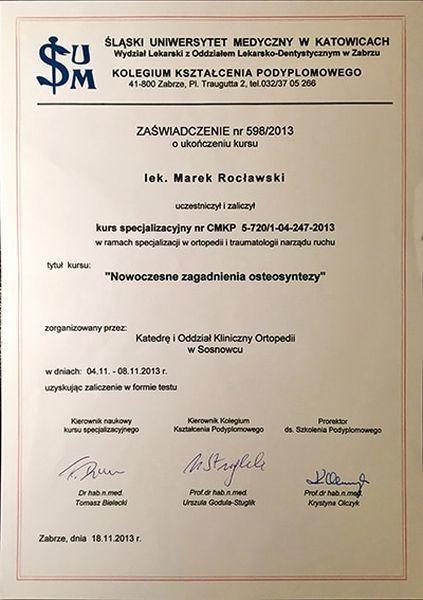 SUM
ŚLĄSKI UNIWERSYTET MEDYCZNY W KATOWICACH
Wydział Lekarski z Oddziałem Lekarsko-Dentystycznym w Zabrzu
KOLEGIUM KSZTAŁCENIA PODYPLOMOWEGO
41-800 Zabrze, Pl. Traugutta 2, tel.032/37 05 266
ZAŚWIADCZENIE nr 598/2013
o ukończeniu kursu
lek. Marek Rocławski
uczestniczył i zaliczył
kurs specjalizacyjny nr CMKP 5-720/1-04-247-2013
w ramach specjalizacji w ortopedii i traumatologii narządu ruchu
tytuł kursu:
"Nowoczesne zagadnienia osteosyntezy"
zorganizowany przez:
Katedrę i Oddział Kliniczny Ortopedii
w Sosnowcu
w dniach: 04.11. - 08.11.2013 r.
uzyskując zaliczenie w formie testu
Kierownik naukowy
kursu specjalizacyjnego
Kierownik Kolegium
Kształcenia Podyplomowego
Prorektor
ds. Szkolenia Podyplomowego
Dr hab.n.med.
Tomasz Bielecki
Prof.dr hab.n.med.
Urszula Godula-Stuglik
Prof.dr hab.n.med.
Krystyna Olczyk
Zabrze, dnia 18.11.2013 r.